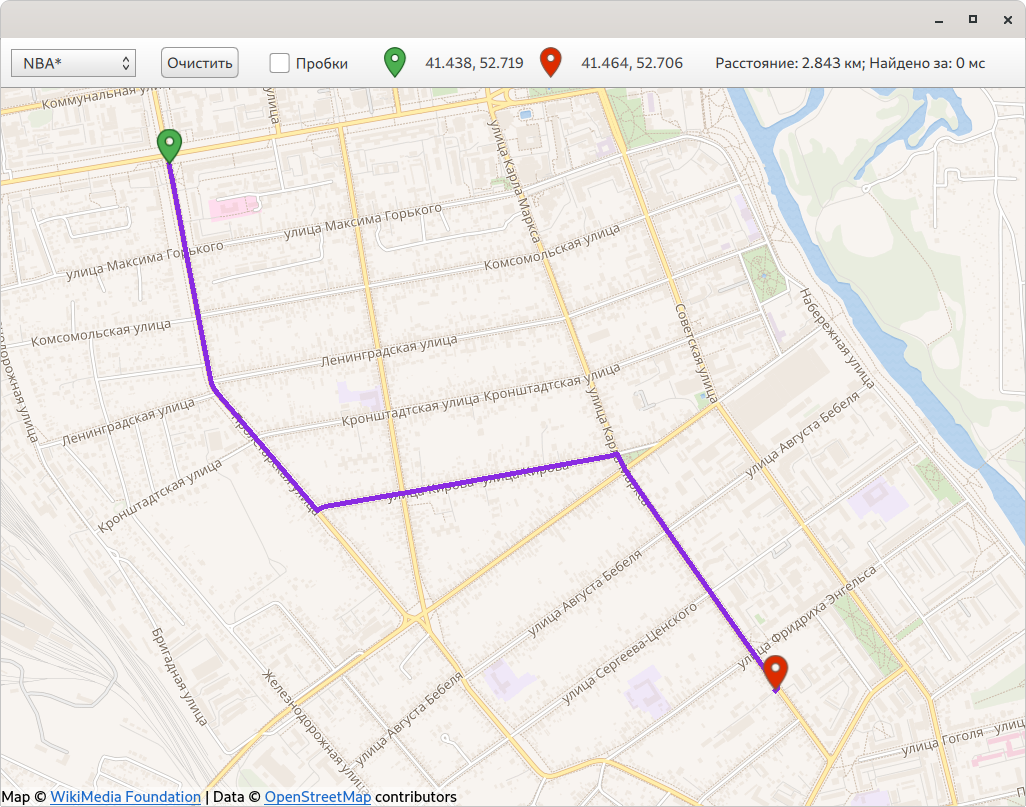 NBA*
Очистить
Пробки
41.438, 52.719
41.464, 52.706
Расстояние: 2.843 км; Найдено за: 0 мс
Коммунальная
улица
улица Карла Маркса
улица Максима Горького
улица Максима Горького
Комсомольская улица
Комсомольская улица
Набережная улица
Советская улица
Ленинградская улица
Кронштадтская улица Кронштадтская улица
улица Карла Маркса
Ленинградская улица
улица Августа Бебеля
Кронштадтская улица
улица Кирова улица Кирова
улица Августа Бебеля
улица Фридриха Энгельса
улица Сергеева-Ценского
Бригадная улица
Железнодорожная улица
улица Августа Бебеля
улица Гоголя
Map © WikiMedia Foundation | Data © OpenStreetMap contributors